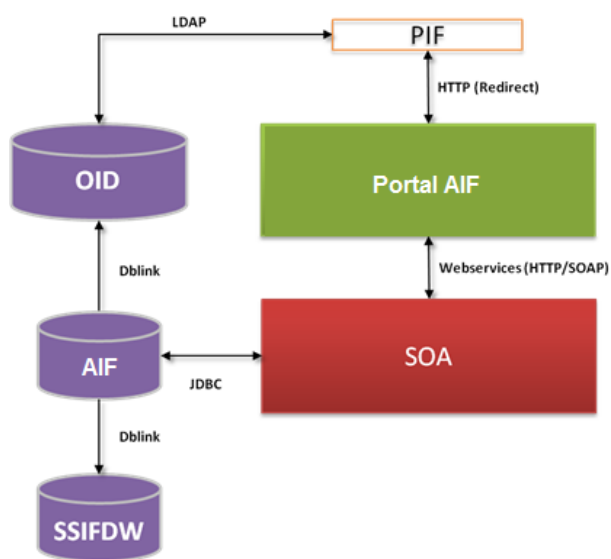 LDAP
PIF
HTTP (Redirect)
OID
Portal AIF
Dblink
Webservices (HTTP/SOAP)
AIF
JDBC
SOA
Dblink
SSIFDW